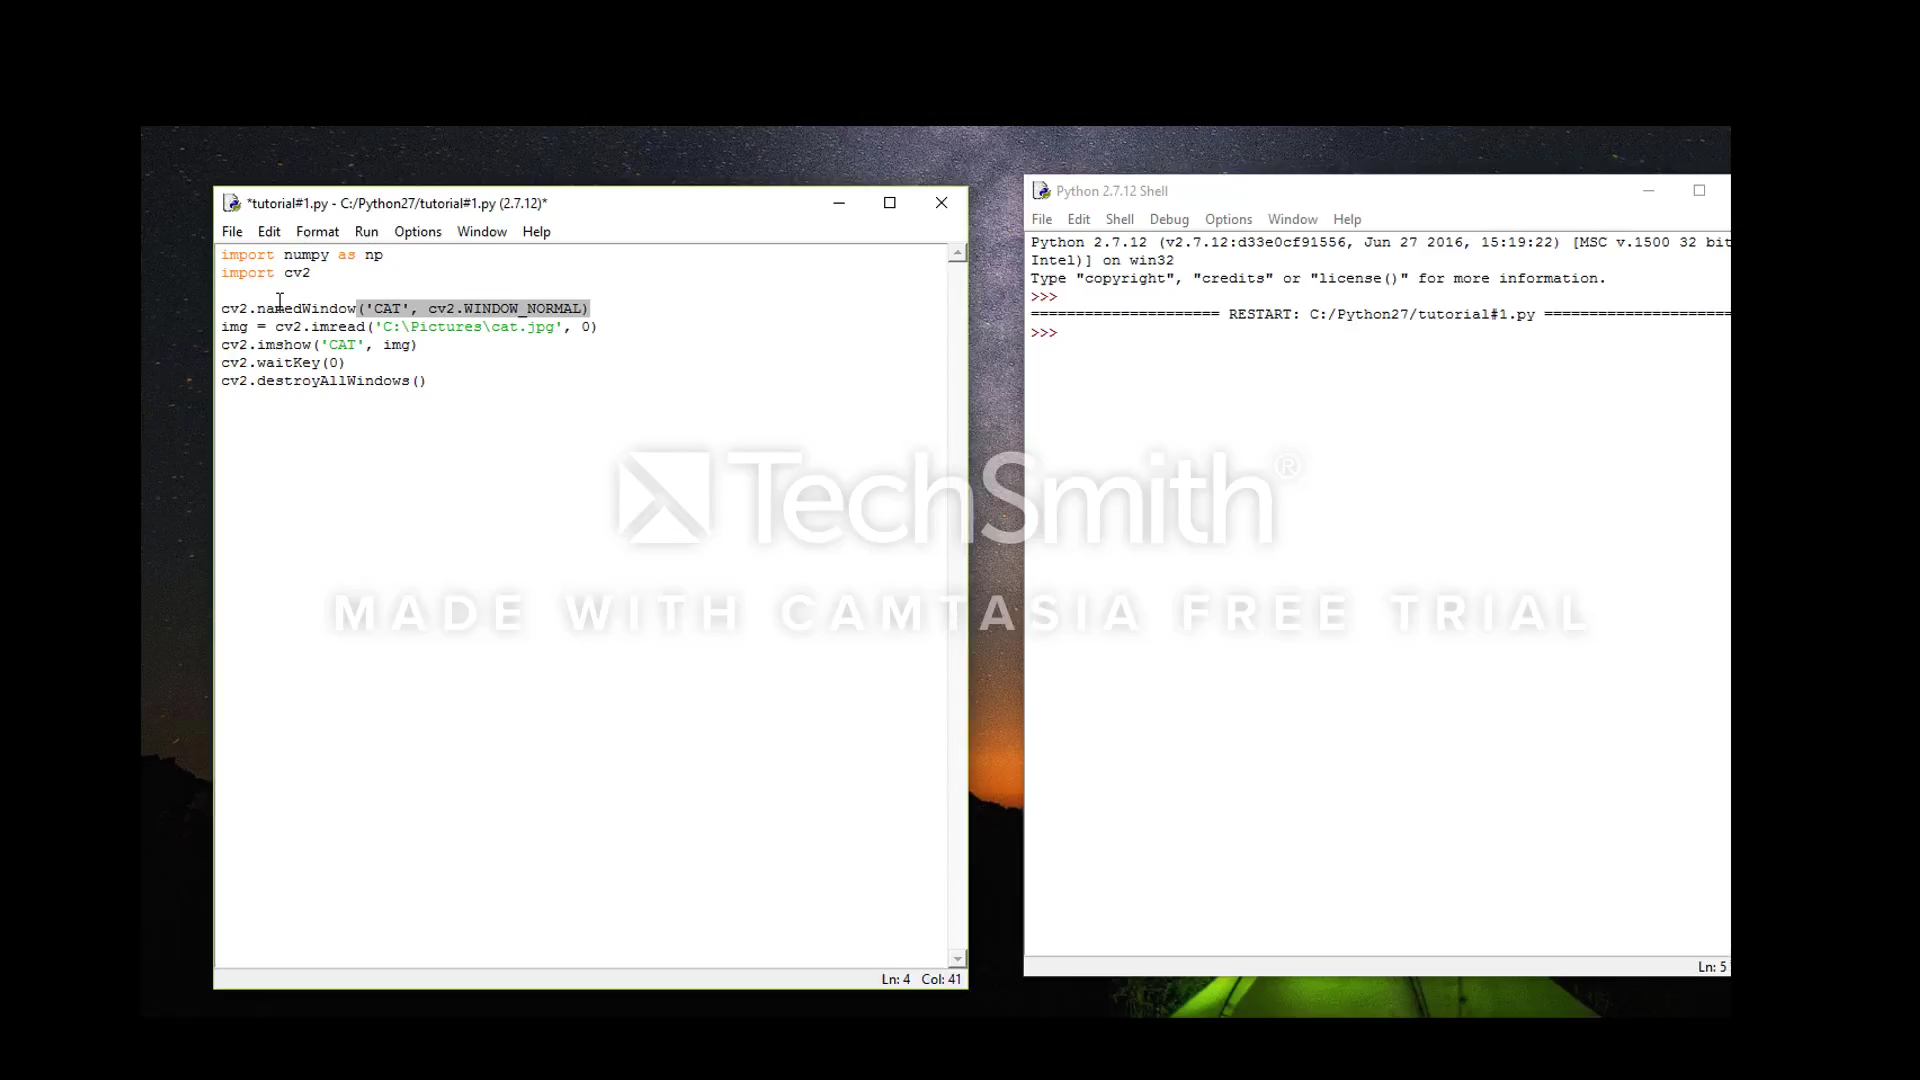 *tutorial#1.py - C:/Python27/tutorial#1.py (2.7.12)*
File Edit Format Run Options Window Help
import numpy as np
import cv2
cv2.namedWindow('CAT', cv2.WINDOW_NORMAL)
img = cv2.imread('C:\Pictures\cat.jpg', 0)
cv2.imshow('CAT', img)
cv2.waitKey(0)
cv2.destroyAllWindows()
Ln: 4 Col: 41
Python 2.7.12 Shell
File Edit Shell Debug Options Window Help
Python 2.7.12 (v2.7.12:d33e0cf91556, Jun 27 2016, 15:19:22) [MSC v.1500 32 bit
Intel)] on win32
Type "copyright", "credits" or "license()" for more information.
>>>
===================== RESTART: C:/Python27/tutorial#1.py =====================
>>>
Ln: 5
TechSmith®
MADE WITH CAMTASIA FREE TRIAL